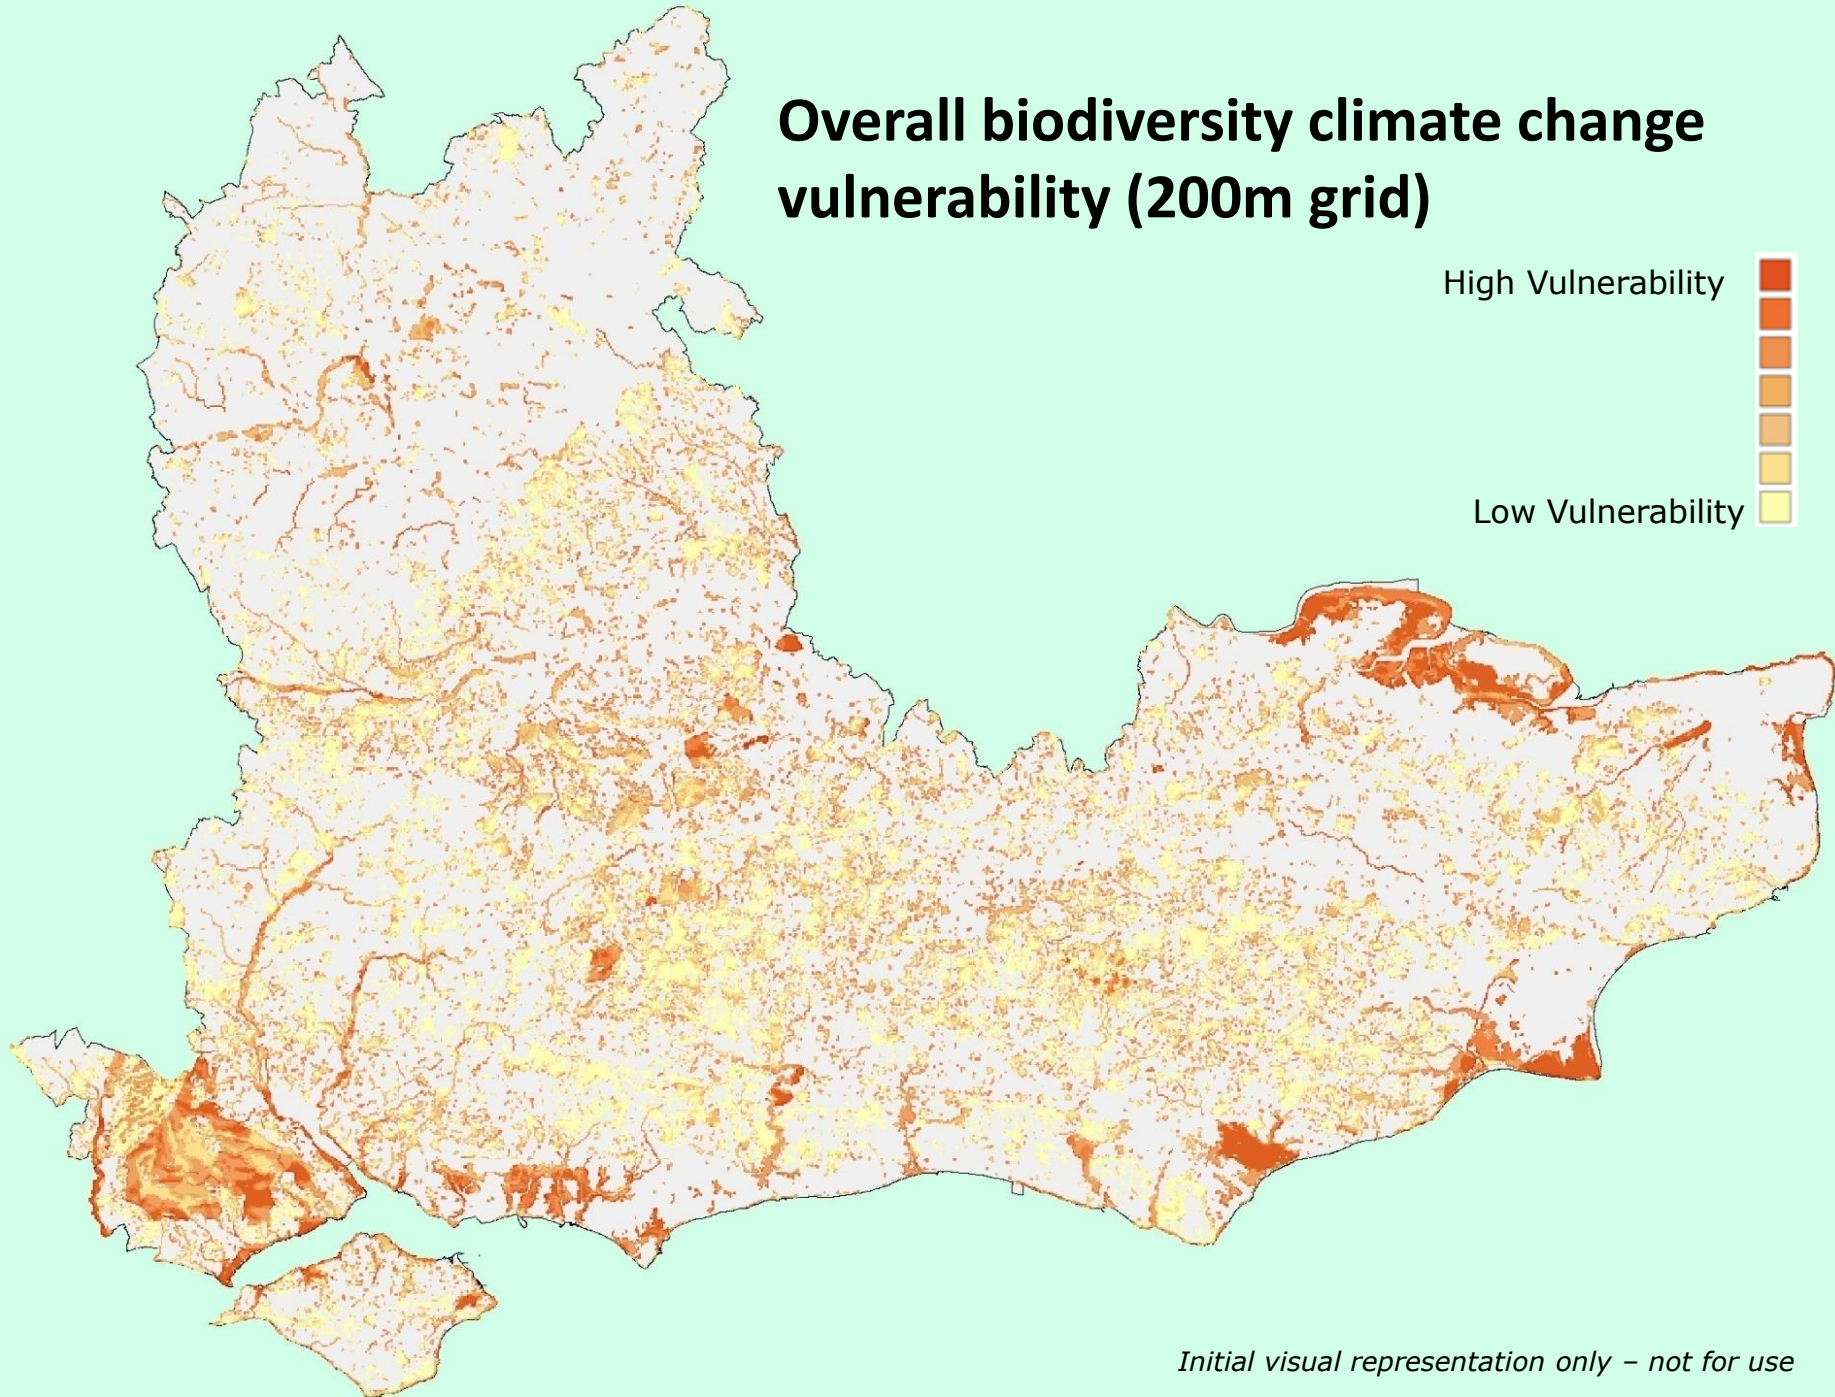 Overall biodiversity climate change
vulnerability (200m grid)
High Vulnerability
Low Vulnerability
Initial visual representation only – not for use